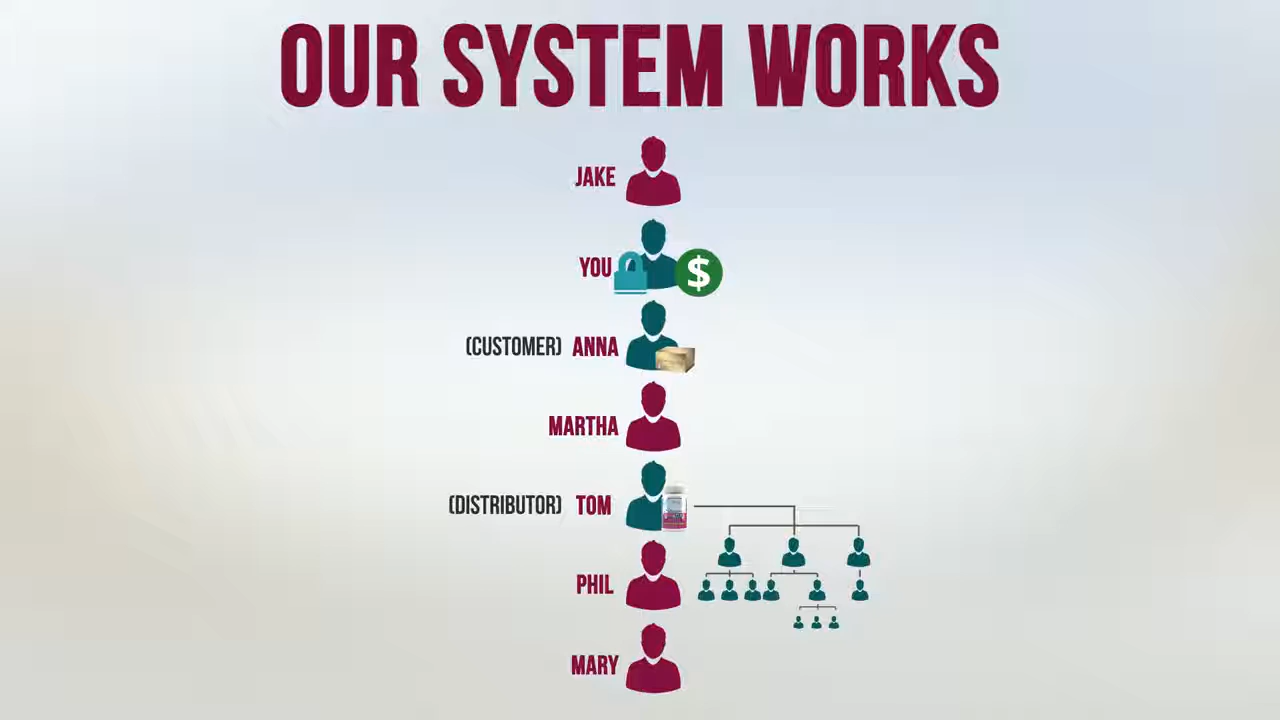 OUR SYSTEM WORKS
JAKE
YOU
$
(CUSTOMER) ANNA
MARTHA
(DISTRIBUTOR) TOM
PHIL
MARY